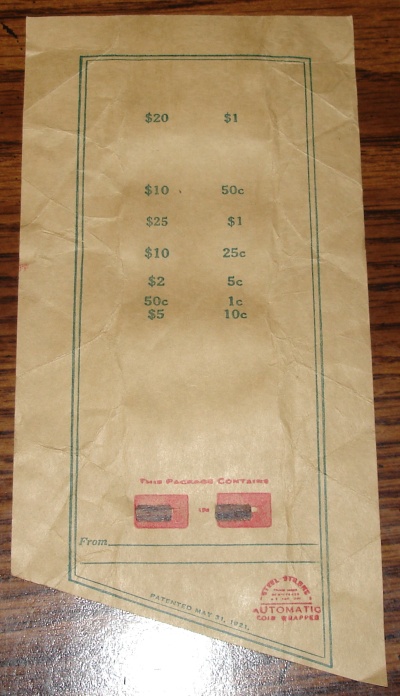 $20 $1
$10 50c
$25 $1
$10 25c
$2 5c
50c 1c
$5 10c
THIS PACKAGE CONTAINS
IN
From
PATENTED MAY 31, 1921.
STEEL STRONG
AUTOMATIC
COIN WRAPPER